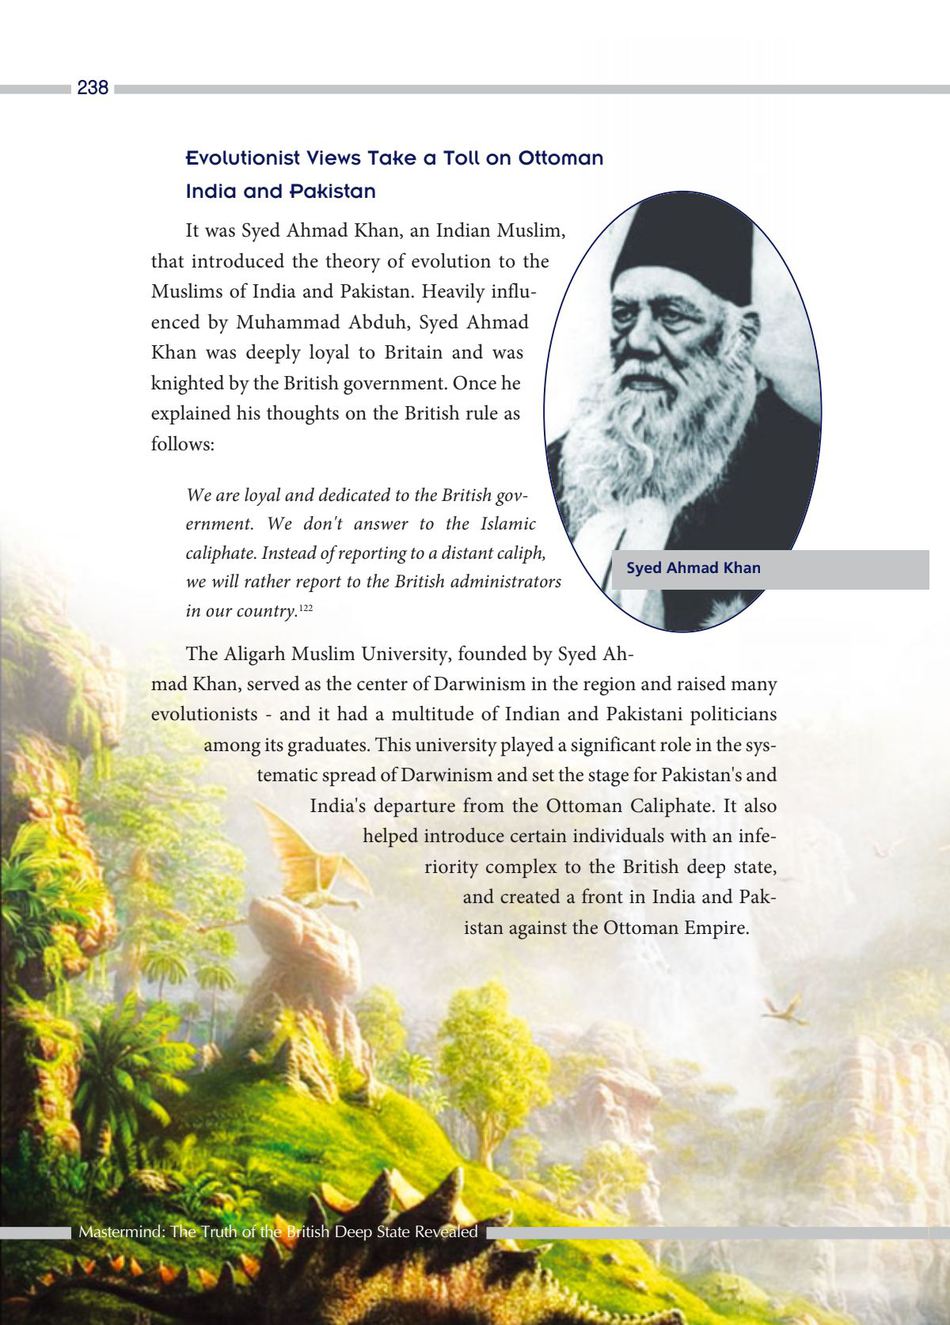 238
Evolutionist Views Take a Toll on Ottoman
India and Pakistan
It was Syed Ahmad Khan, an Indian Muslim,
that introduced the theory of evolution to the
Muslims of India and Pakistan. Heavily influ-
enced by Muhammad Abduh, Syed Ahmad
Khan was deeply loyal to Britain and was
knighted by the British government. Once he
explained his thoughts on the British rule as
follows:
We are loyal and dedicated to the British gov-
ernment. We don't answer to the Islamic
caliphate. Instead of reporting to a distant caliph,
we will rather report to the British administrators
in our country.122
Syed Ahmad Khan
The Aligarh Muslim University, founded by Syed Ah-
mad Khan, served as the center of Darwinism in the region and raised many
evolutionists - and it had a multitude of Indian and Pakistani politicians
among its graduates. This university played a significant role in the sys-
tematic spread of Darwinism and set the stage for Pakistan's and
India's departure from the Ottoman Caliphate. It also
helped introduce certain individuals with an infe-
riority complex to the British deep state,
and created a front in India and Pak-
istan against the Ottoman Empire.
Mastermind: The Truth of the British Deep State Revealed